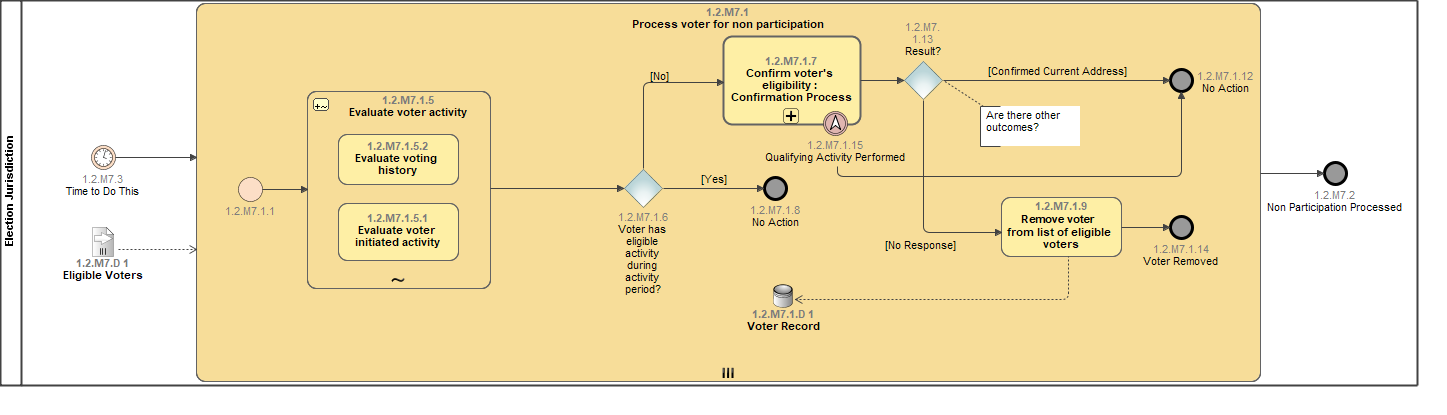 Election Jurisdiction
1.2.M7.3
Time to Do This
1.2.M7.D 1
Eligible Voters
1.2.M7.1
Process voter for non participation
1.2.M7.1.1
1.2.M7.1.5
Evaluate voter activity
1.2.M7.1.5.2
Evaluate voting
history
1.2.M7.1.5.1
Evaluate voter
initiated activity
1.2.M7.1.6
Voter has
eligible
activity
during
activity
period?
[No]
[Yes]
1.2.M7.1.8
No Action
1.2.M7.1.7
Confirm voter's
eligibility :
Confirmation Process
1.2.M7.1.15
Qualifying Activity Performed
1.2.M7.
1.13
Result?
[Confirmed Current Address]
Are there other
outcomes?
1.2.M7.1.12
No Action
[No Response]
1.2.M7.1.9
Remove voter
from list of eligible
voters
1.2.M7.1.14
Voter Removed
1.2.M7.1.D 1
Voter Record
1.2.M7.2
Non Participation Processed